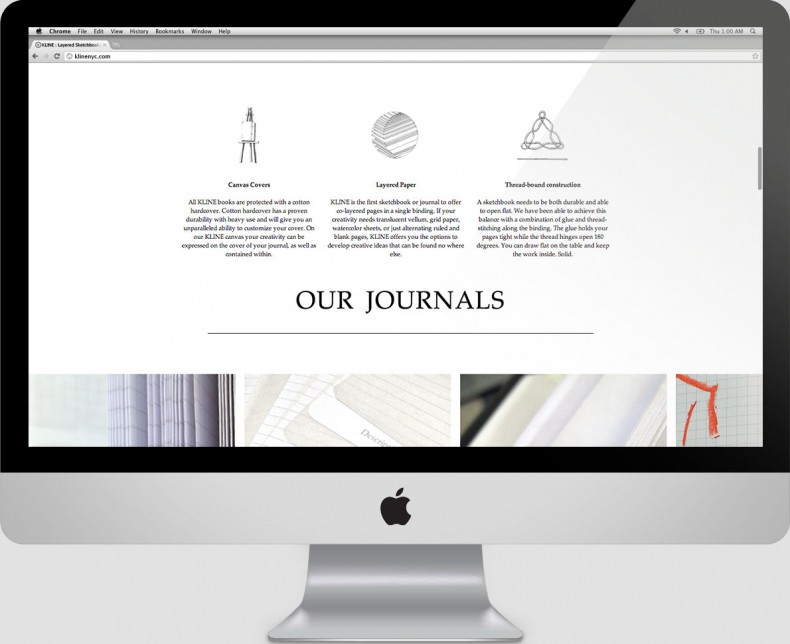 Chrome File Edit View History Bookmarks Window Help Thu 1:00 AM
KLINE : Layered Sketchbook
klinenyc.com
Canvas Covers
All KLINE books are protected with a cotton
hardcover. Cotton hardcover has a proven
durability with heavy use and will give you an
unparalleled ability to customize your cover. On
our KLINE canvas your creativity can be
expressed on the cover of your journal, as well as
contained within.
Layered Paper
KLINE is the first sketchbook or journal to offer
co-layered pages in a single binding. If your
creativity needs translucent vellum, grid paper,
watercolor sheets, or just alternating ruled and
blank pages, KLINE offers you the options to
develop creative ideas that can be found no where
else.
Thread-bound construction
A sketchbook needs to be both durable and able
to open flat. We have been able to achieve this
balance with a combination of glue and thread-
stitching along the binding. The glue holds your
pages tight while the thread hinges open 180
degrees. You can draw flat on the table and keep
the work inside. Solid.
OUR JOURNALS